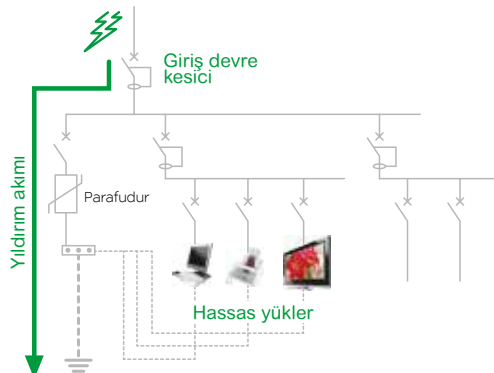 Giriş devre
kesici
Yıldırım akımı
Parafudur
Hassas yükler